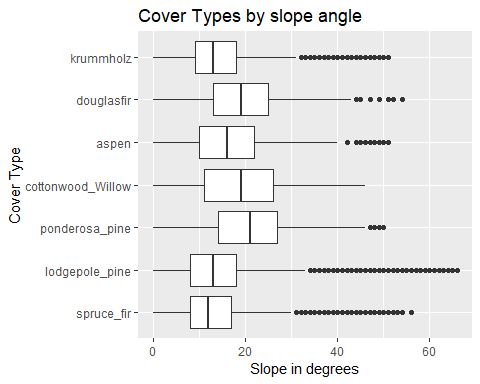 Cover Types by slope angle
krummholz
douglasfir
aspen
cottonwood_Willow
ponderosa_pine
lodgepole_pine
spruce_fir
Cover Type
0 20 40 60
Slope in degrees